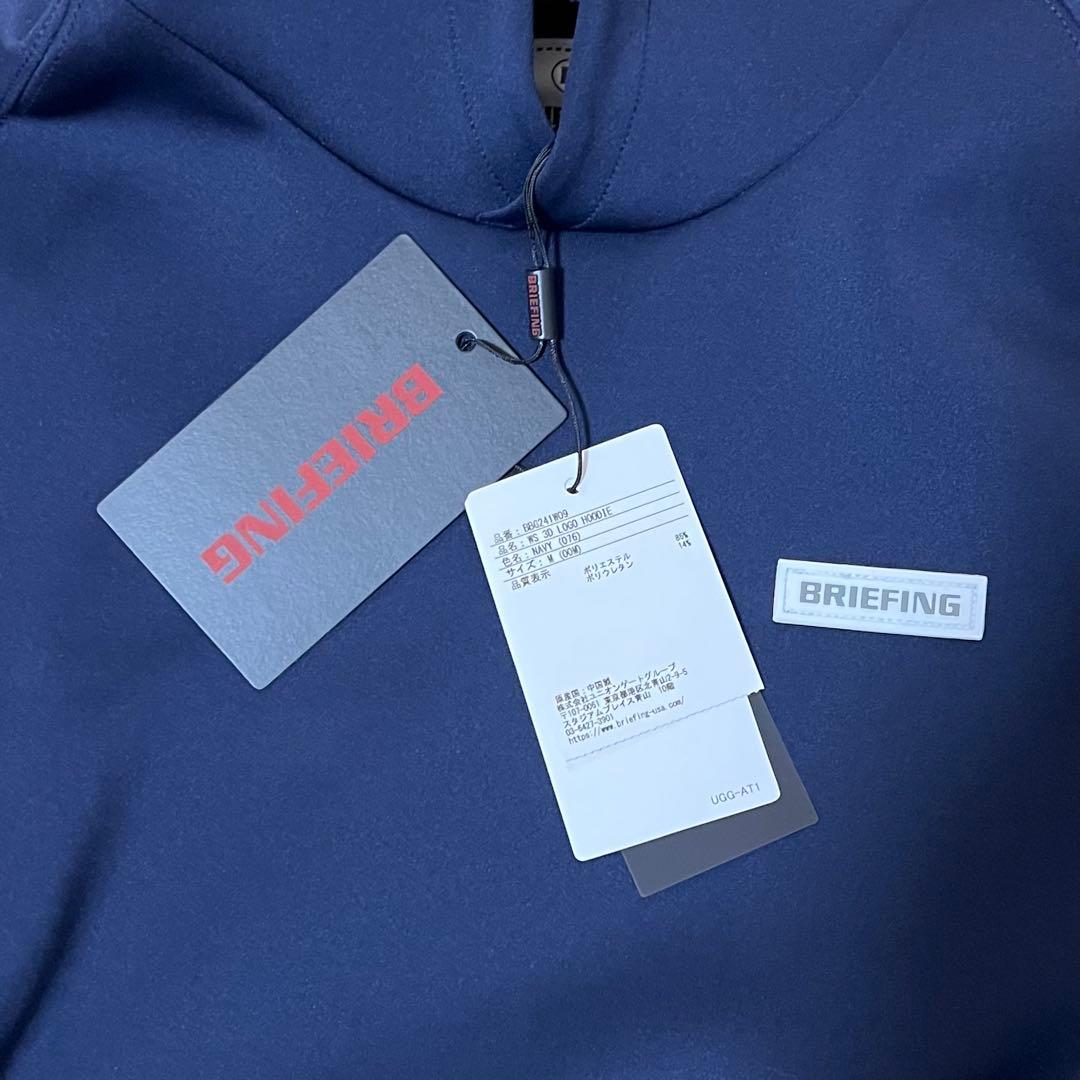 BRIEFING
BRIEFING
品番：BBG241W09
品名：WS 3D LOGO HOODIE
色名：NAVY (076)
サイズ：M (00M)
品質表示 ポリエステル 86%
ポリウレタン 14%
原産国：中国製
株式会社ユニオンゲートグループ
〒107-0061 東京都港区北青山2-9-5
スタジアムプレイス青山 10階
03-6427-3901
https://www.briefing-usa.com/
UGG-AT1
BRIEFING